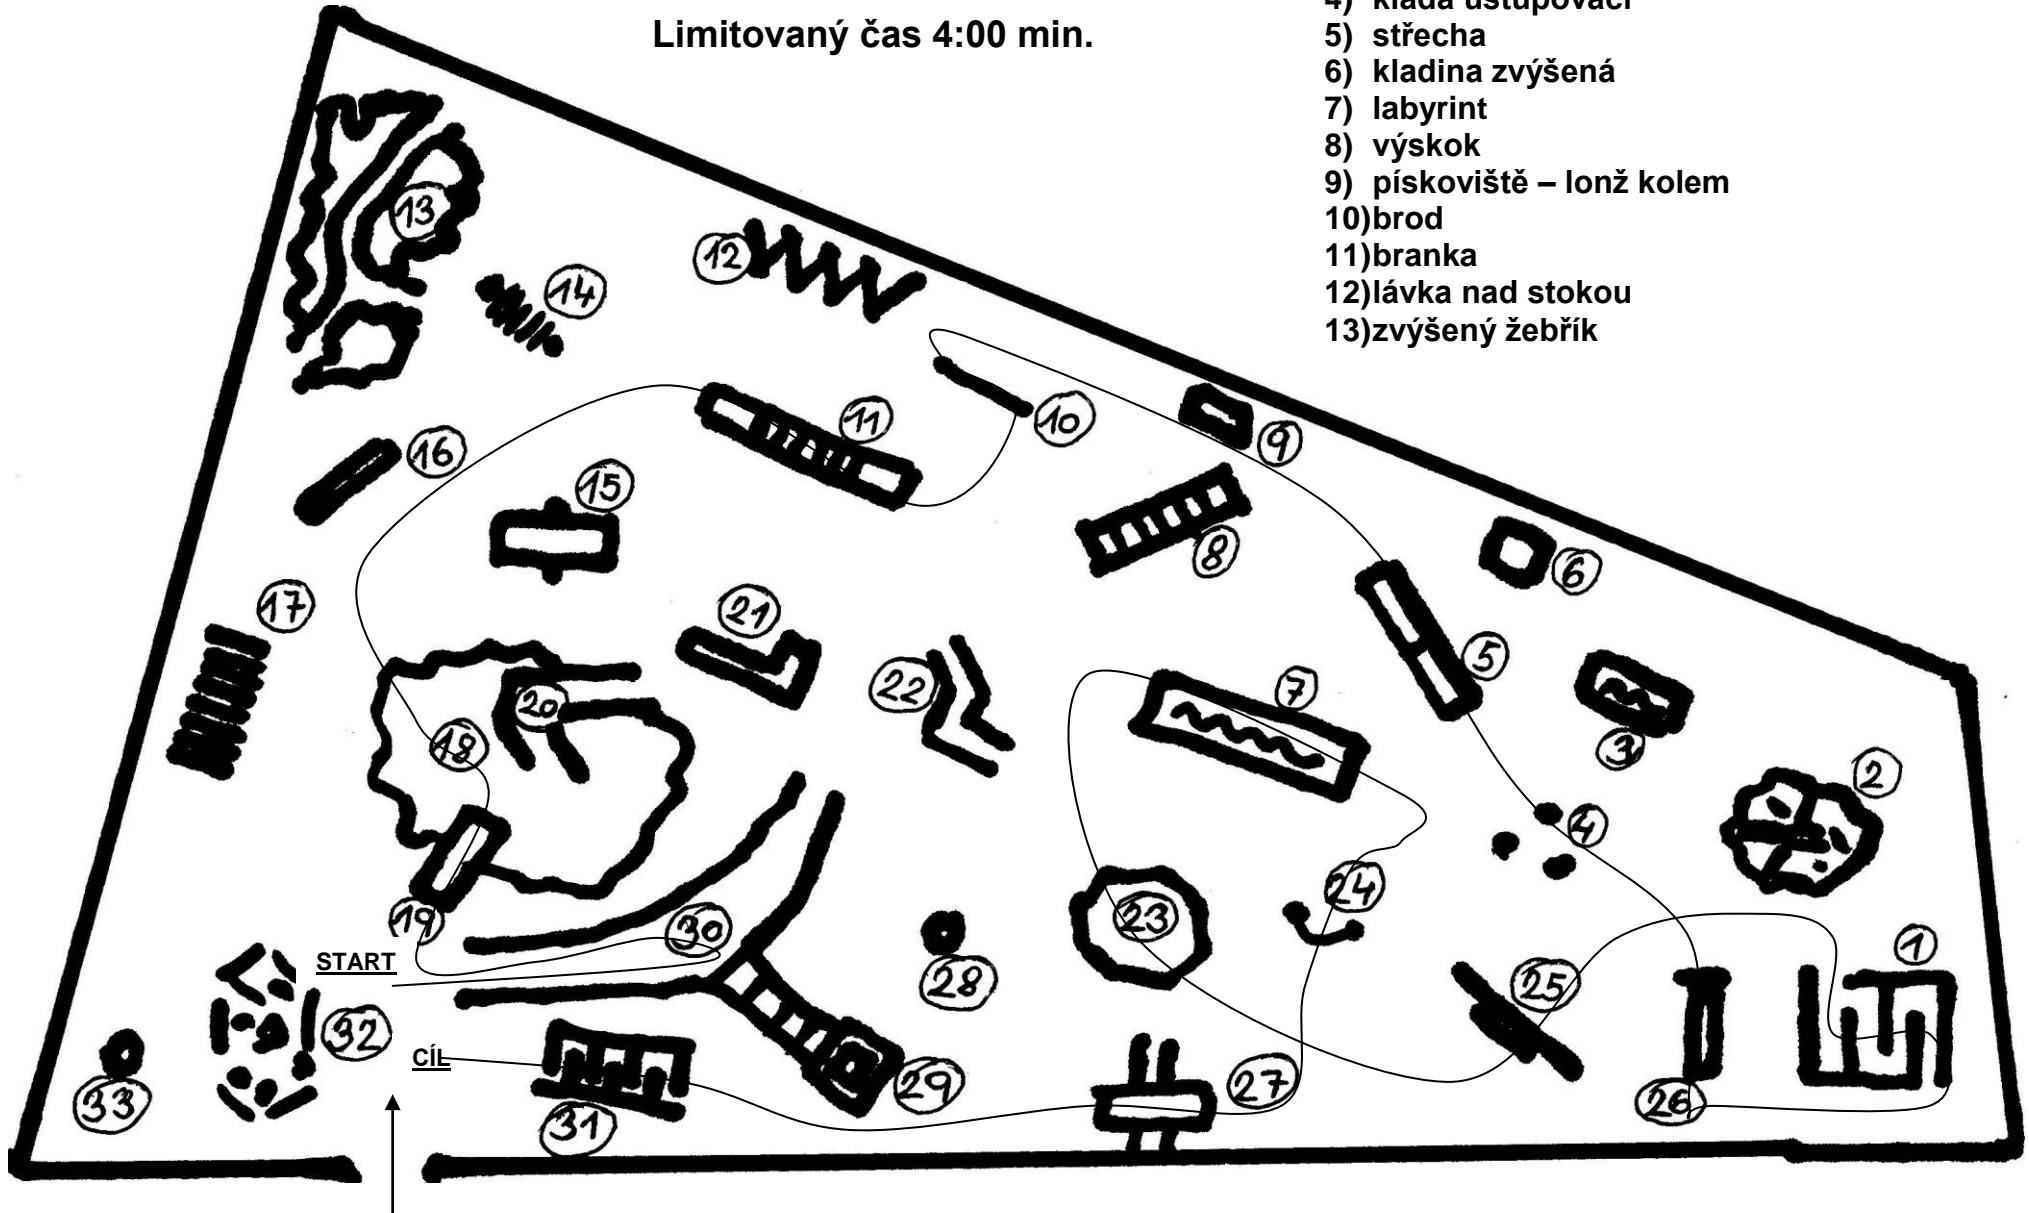 Limitovaný čas 4:00 min.
4) kláda ustupovací
5) střecha
6) kladina zvýšená
7) labyrint
8) výskok
9) pískoviště – lonž kolem
10)brod
11)branka
12)lávka nad stokou
13)zvýšený žebřík
13
12
14
11
10
9
16
15
8
6
17
21
5
22
7
20
3
18
2
4
24
19
23
30
1
START
28
25
32
CÍL
29
27
33
31
26